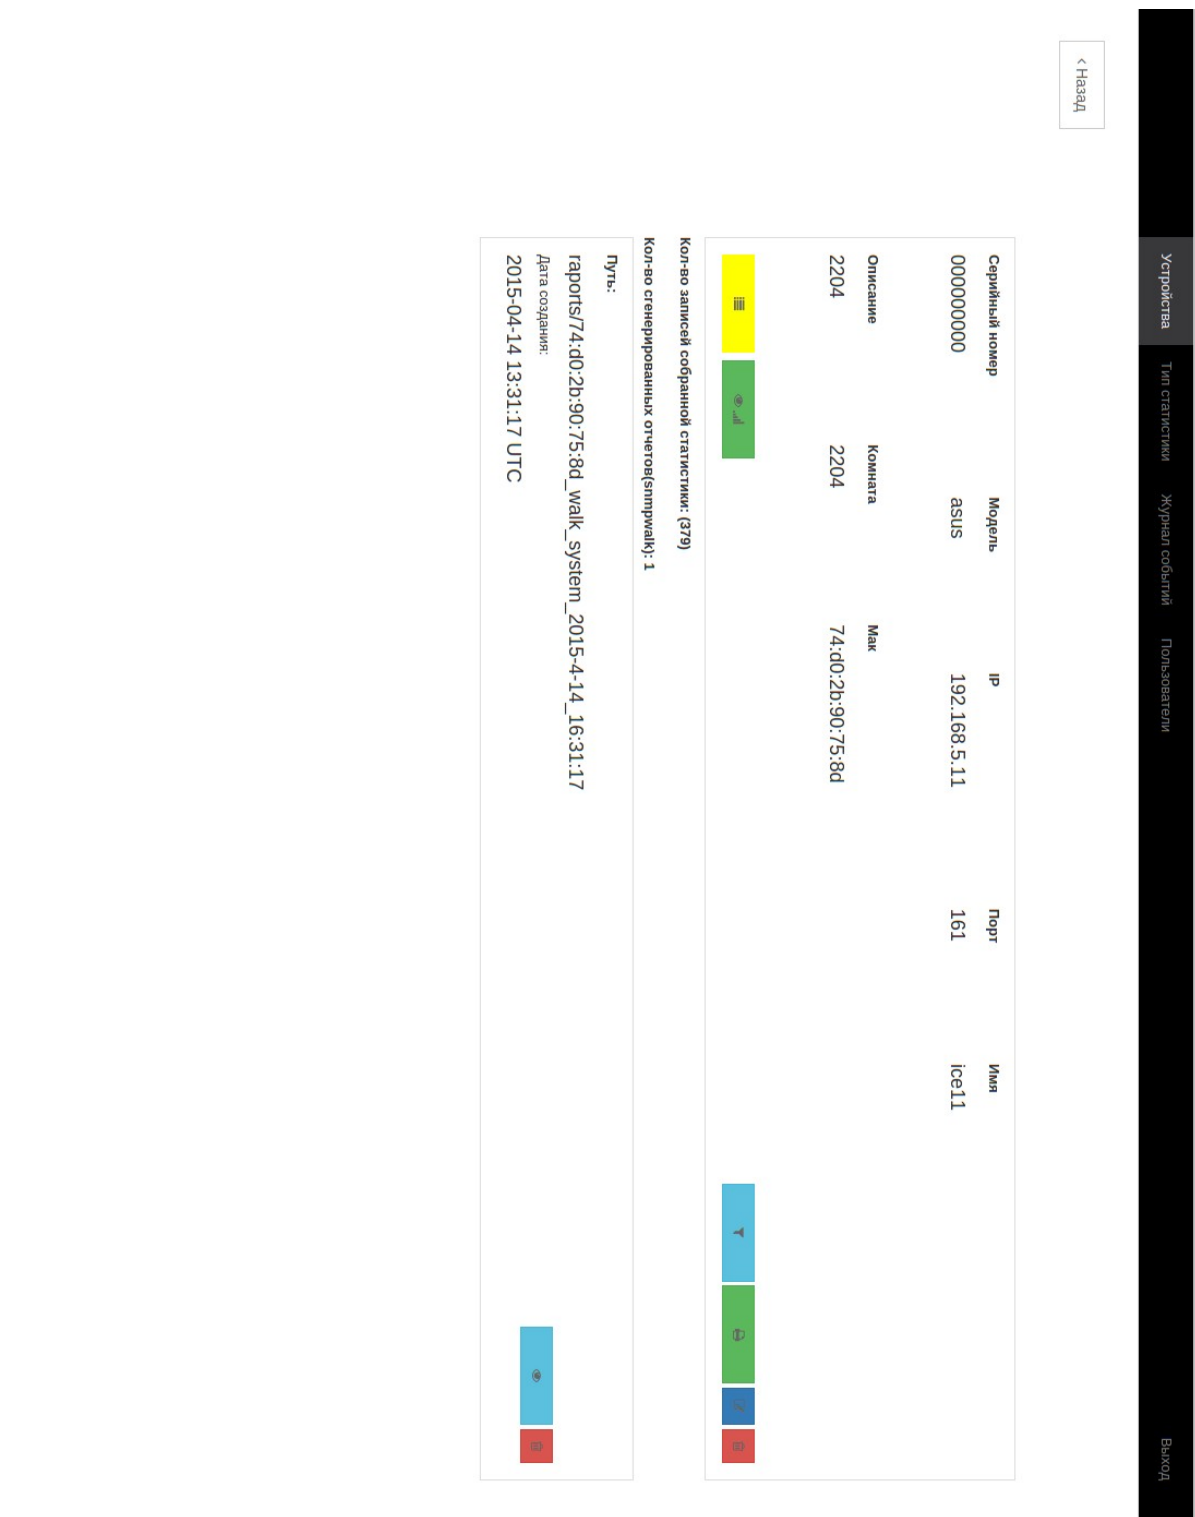 Устройства Тип статистики Журнал событий Пользователи Выход
‹ Назад
Серийный номер Модель IP Порт Имя
000000000 asus 192.168.5.11 161 ice11
Описание Комната Мак
2204 2204 74:d0:2b:90:75:8d
Кол-во записей собранной статистики: (379)
Кол-во сгенерированных отчетов(snmpwalk): 1
Путь:
raports/74:d0:2b:90:75:8d_walk_system_2015-4-14_16:31:17
Дата создания:
2015-04-14 13:31:17 UTC